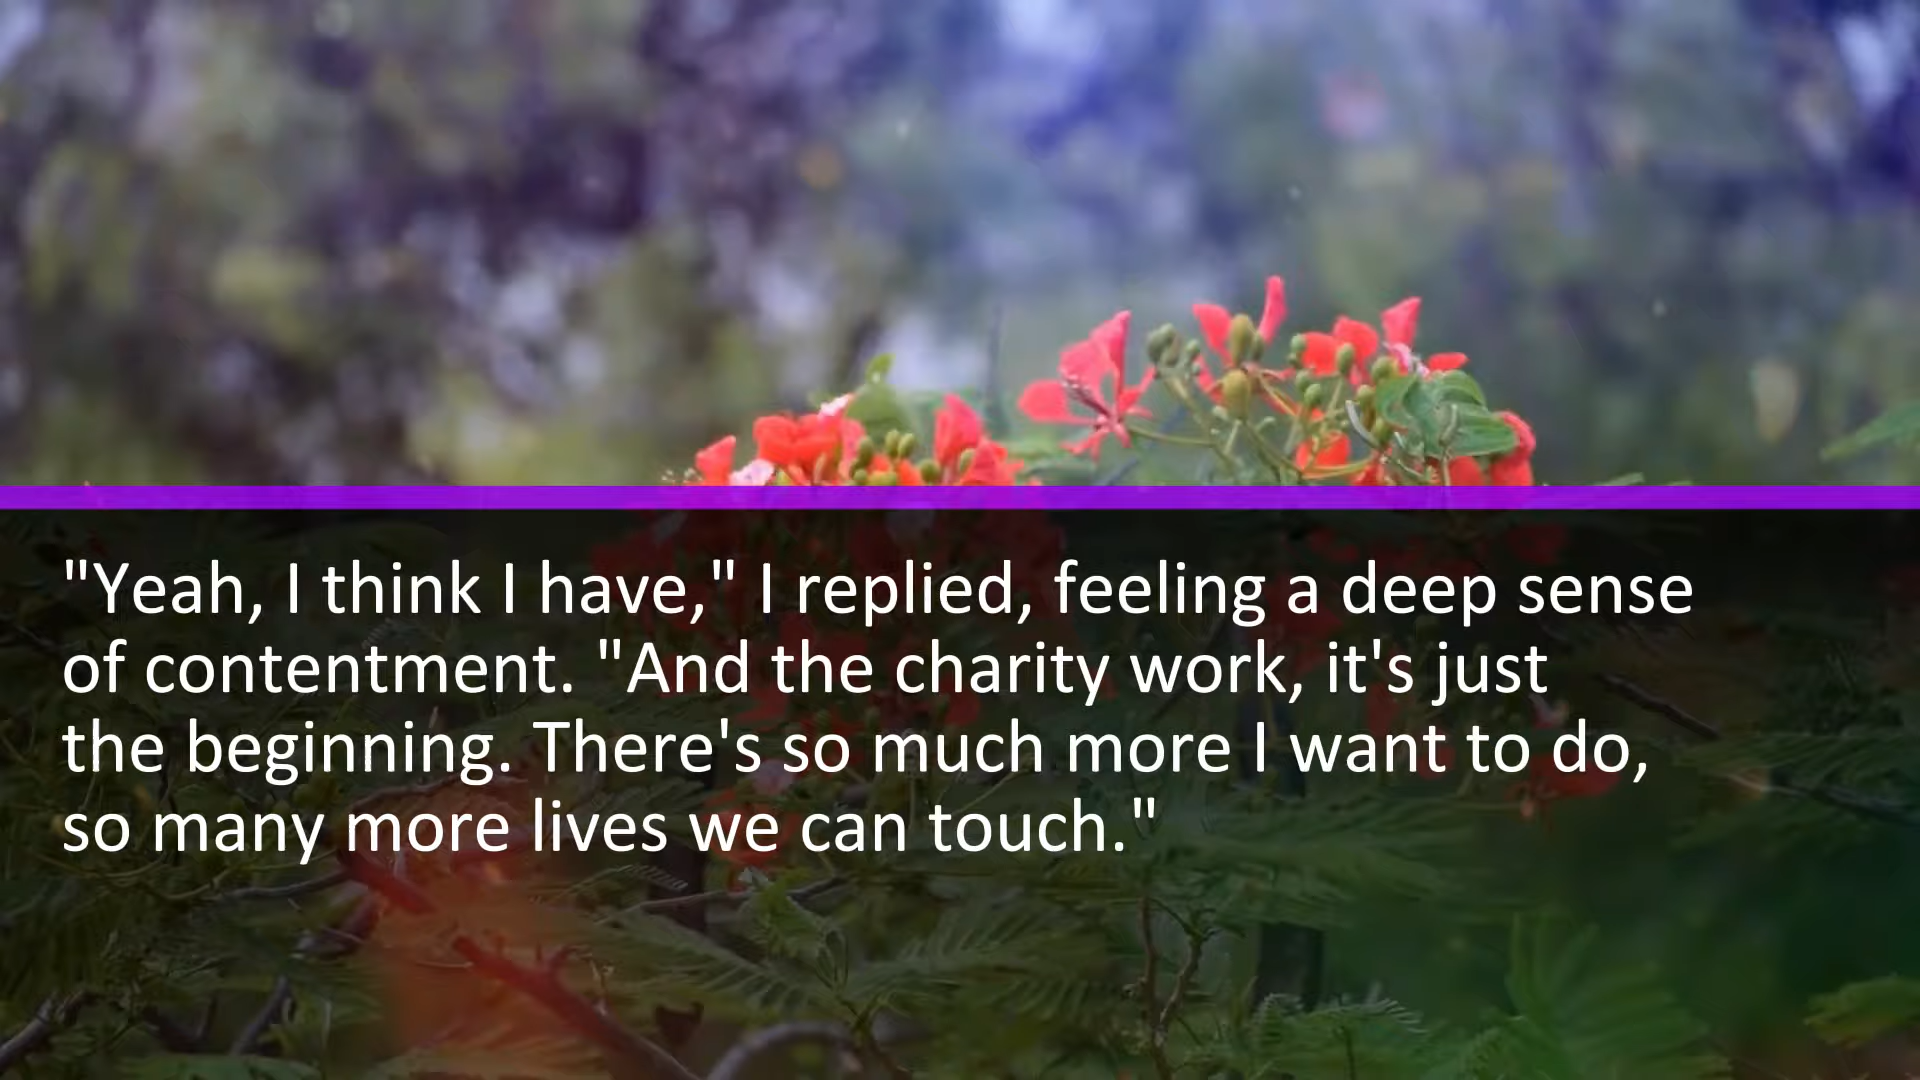 "Yeah, I think I have," I replied, feeling a deep sense
of contentment. "And the charity work, it's just
the beginning. There's so much more I want to do,
so many more lives we can touch."